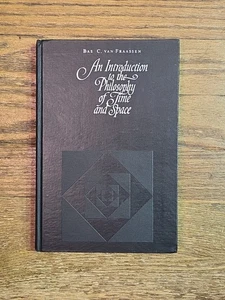 Bas C. van Fraassen
An Introduction
to the
Philosophy
of Time
and Space